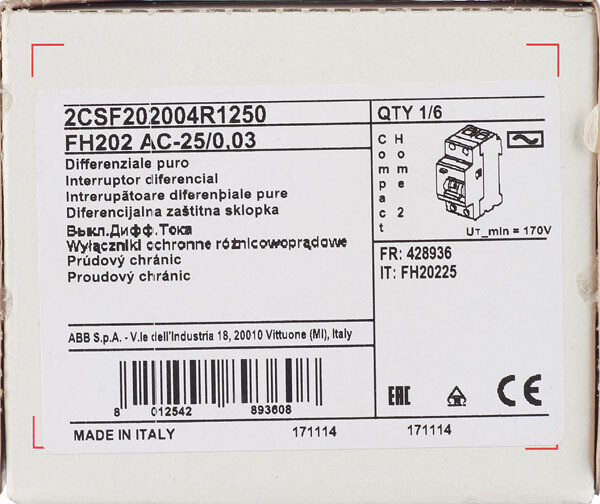 2CSF202004R1250
FH202 AC-25/0,03
Differenziale puro
Interruptor diferencial
Intrerupătoare diferenþiale pure
Diferencijalna zaštitna sklopka
Выкл.Дифф.Тока
Wyłączniki ochronne różnicowoprądowe
Prúdový chránic
Proudový chránic
ABB S.p.A. - V.le dell'Industria 18, 20010 Vittuone (MI), Italy
8 012542 893608
MADE IN ITALY
171114
QTY 1/6
Compact
Home 2
UT_min = 170V
FR: 428936
IT: FH20225
EAC
CE
171114